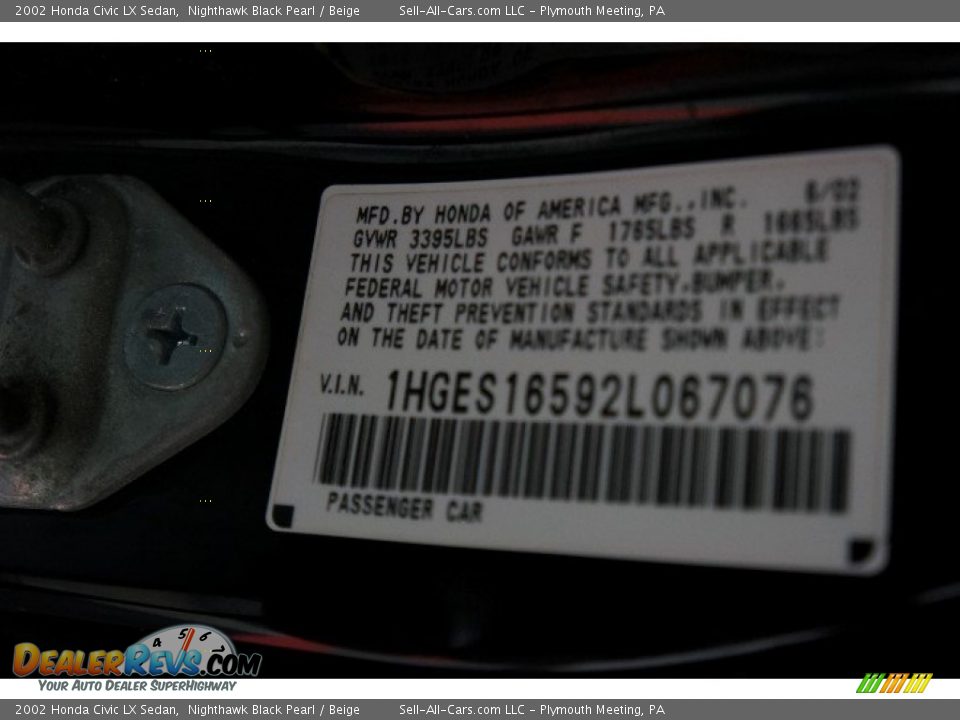 2002 Honda Civic LX Sedan, Nighthawk Black Pearl / Beige Sell-All-Cars.com LLC - Plymouth Meeting, PA
MFD.BY HONDA OF AMERICA MFG.,INC. 6/02
GVWR 3395LBS GAWR F 1765LBS R 1665LBS
THIS VEHICLE CONFORMS TO ALL APPLICABLE
FEDERAL MOTOR VEHICLE SAFETY,BUMPER,
AND THEFT PREVENTION STANDARDS IN EFFECT
ON THE DATE OF MANUFACTURE SHOWN ABOVE:
V.I.N. 1HGES16592L067076
PASSENGER CAR
4 5 6
DealerRevs.com
Your Auto Dealer SuperHighway
2002 Honda Civic LX Sedan, Nighthawk Black Pearl / Beige Sell-All-Cars.com LLC - Plymouth Meeting, PA